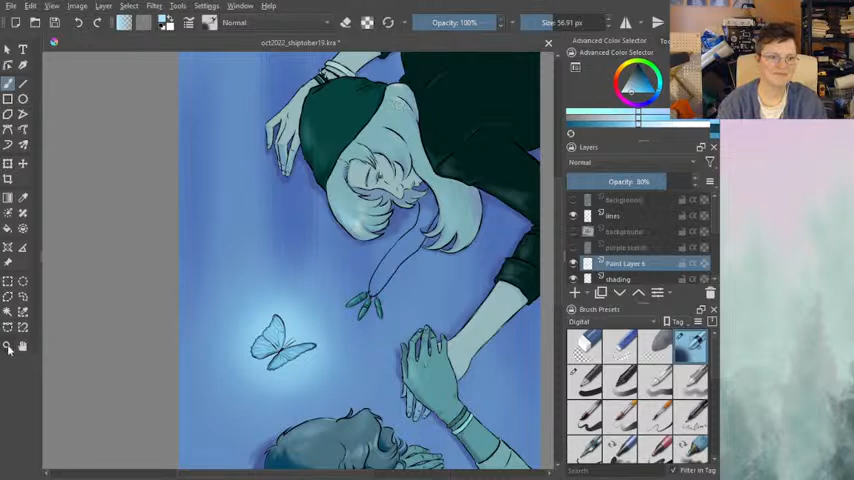 File Edit View Image Layer Select Filter Tools Settings Window Help
Normal
Opacity: 100%
Size: 56.91 px
oct2022_shiptober19.kra *
Advanced Color Selector
Advanced Color Selector
Layers
Normal
Opacity: 80%
Background
lines
background
purple sketch
Paint Layer 6
shading
Brush Presets
Digital
Tag
Search
Filter in Tag